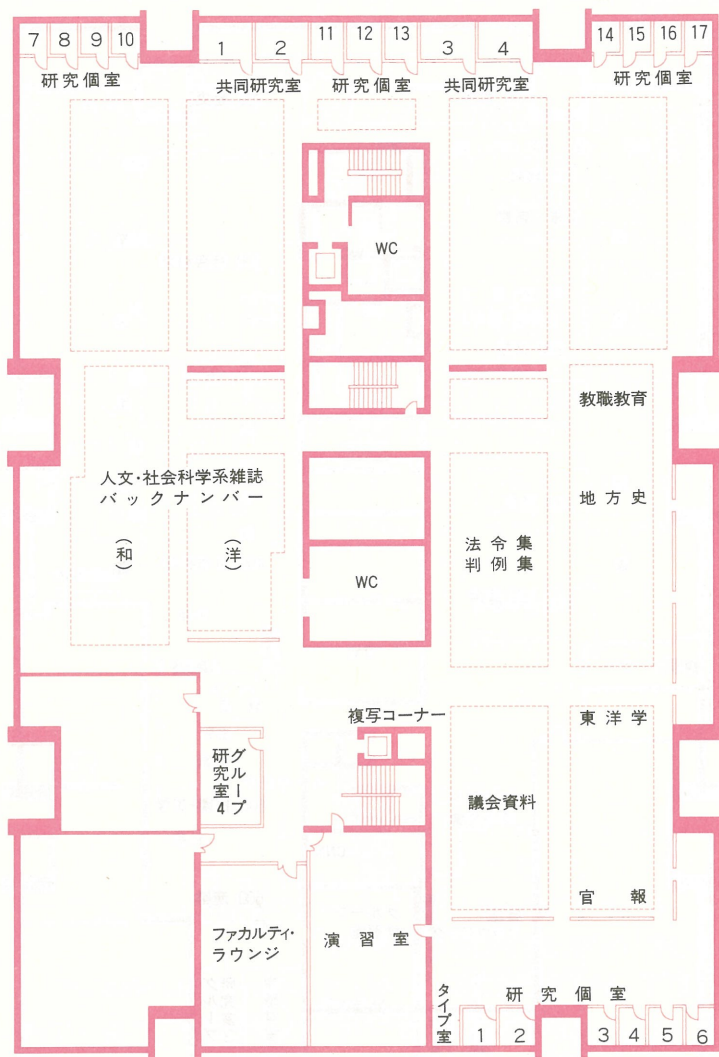 7 8 9 10
研究個室
1 2
共同研究室
11 12 13
研究個室
3 4
共同研究室
14 15 16 17
研究個室
WC
教職教育
人文・社会科学系雑誌
バックナンバー
(和)
(洋)
地方史
法令集
判例集
WC
複写コーナー
東洋学
グループ
研究室4
議会資料
官報
ファカルティ・
ラウンジ
演習室
タイプ室
研究個室
1 2
3 4 5 6